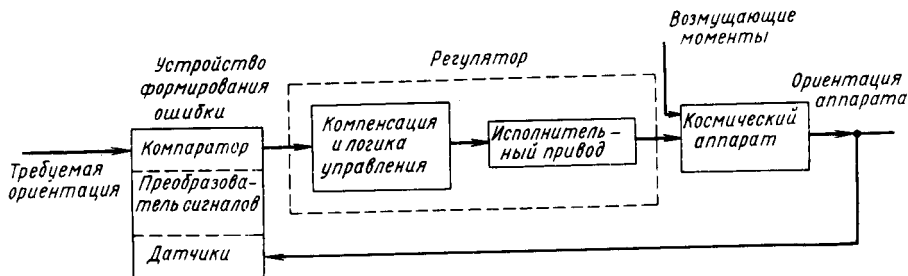 Возмущающие
моменты
Устройство
формирования
ошибки
Регулятор
Ориентация
аппарата
Требуемая
ориентация
Компаратор
Преобразова-
тель сигналов
Датчики
Компенсация
и логика
управления
Исполнитель-
ный привод
Космический
аппарат